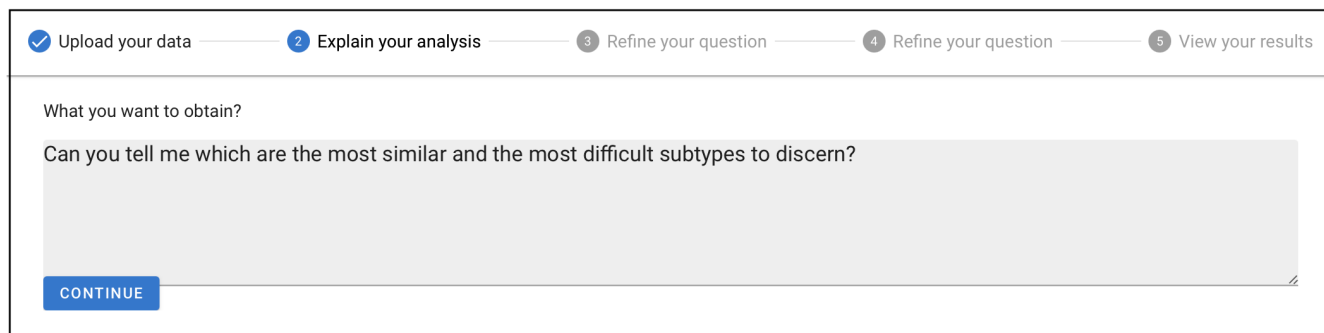 Upload your data 2 Explain your analysis 3 Refine your question 4 Refine your question 5 View your results
What you want to obtain?
Can you tell me which are the most similar and the most difficult subtypes to discern?
CONTINUE